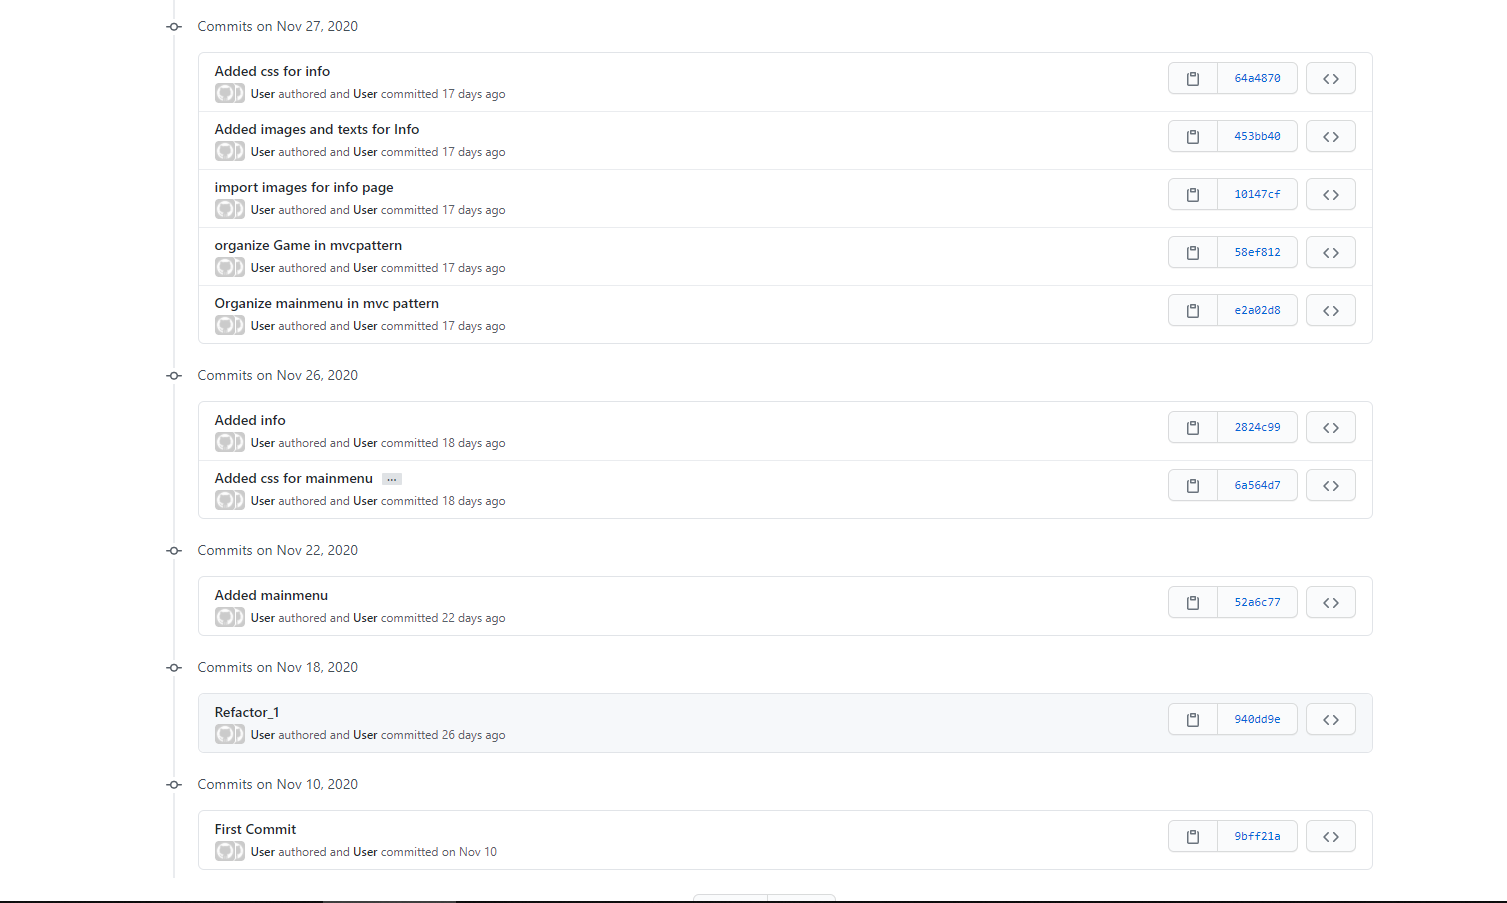 Commits on Nov 27, 2020
Added css for info
User authored and User committed 17 days ago
64a4870
Added images and texts for Info
User authored and User committed 17 days ago
453bb40
import images for info page
User authored and User committed 17 days ago
10147cf
organize Game in mvcpattern
User authored and User committed 17 days ago
58ef812
Organize mainmenu in mvc pattern
User authored and User committed 17 days ago
e2a02d8
Commits on Nov 26, 2020
Added info
User authored and User committed 18 days ago
2824c99
Added css for mainmenu ...
User authored and User committed 18 days ago
6a564d7
Commits on Nov 22, 2020
Added mainmenu
User authored and User committed 22 days ago
52a6c77
Commits on Nov 18, 2020
Refactor_1
User authored and User committed 26 days ago
940dd9e
Commits on Nov 10, 2020
First Commit
User authored and User committed on Nov 10
9bff21a